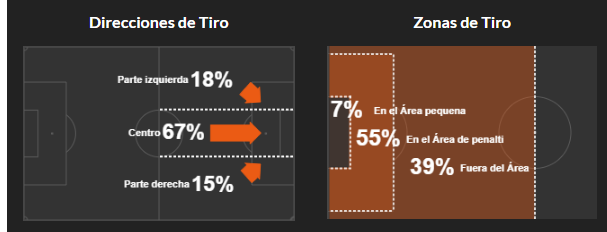 Direcciones de Tiro
Parte izquierda 18%
Centro 67%
Parte derecha 15%
Zonas de Tiro
7% En el Área pequena
55% En el Área de penalti
39% Fuera del Área